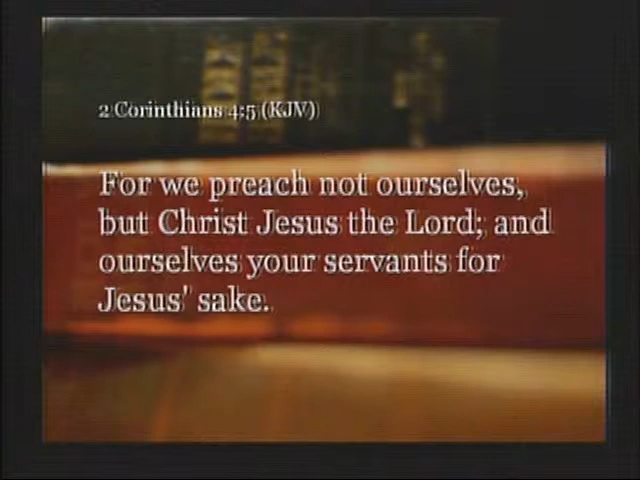 2 Corinthians 4:5 (KJV)
For we preach not ourselves,
but Christ Jesus the Lord; and
ourselves your servants for
Jesus' sake.